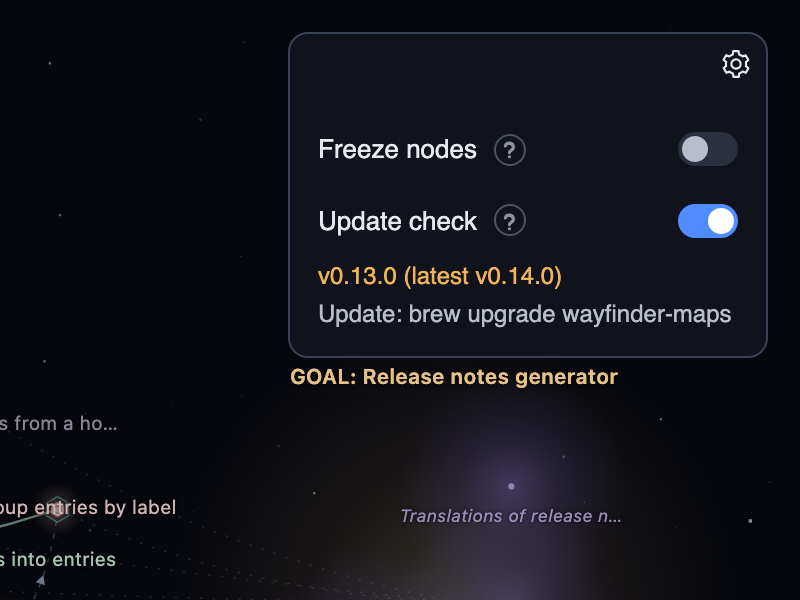 Freeze nodes ?
Update check ?
v0.13.0 (latest v0.14.0)
Update: brew upgrade wayfinder-maps
GOAL: Release notes generator
s from a ho...
oup entries by label
Translations of release n...
s into entries